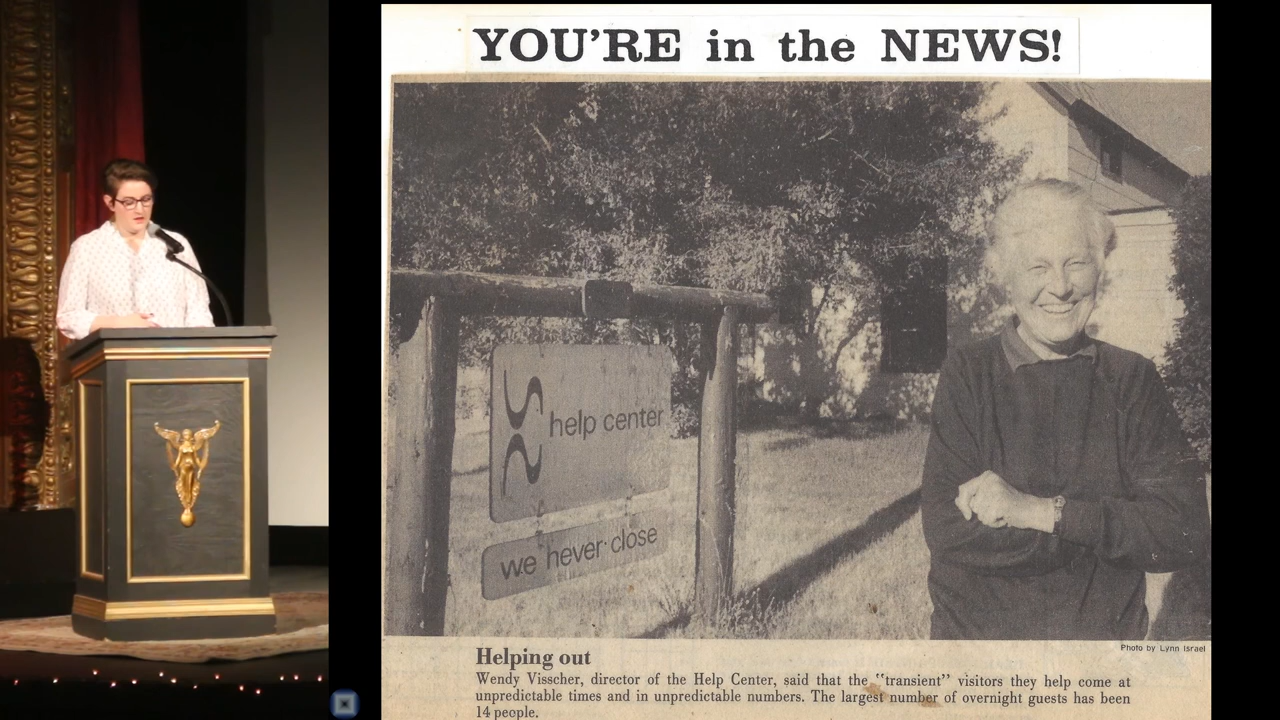 YOU'RE in the NEWS!
help center
we never close
Photo by Lynn Israel
Helping out
Wendy Visscher, director of the Help Center, said that the "transient" visitors they help come at
unpredictable times and in unpredictable numbers. The largest number of overnight guests has been
14 people.